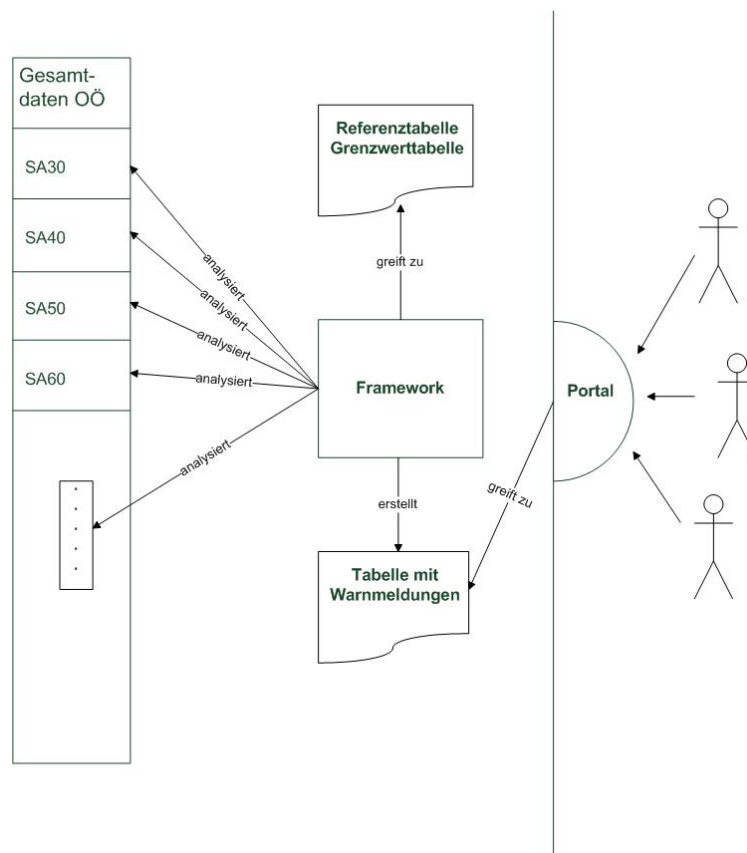 Gesamt-
daten OÖ
SA30
SA40
SA50
SA60
Referenztabelle
Grenzwerttabelle
greift zu
analysiert
analysiert
analysiert
analysiert
analysiert
Framework
Portal
erstellt
greift zu
Tabelle mit
Warnmeldungen